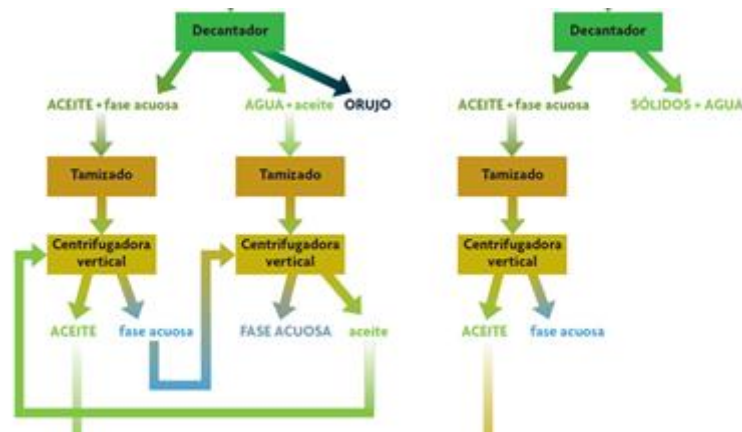 Decantador
ACEITE + fase acuosa
AGUA + aceite
ORUJO
Tamizado
Tamizado
Centrifugadora
vertical
Centrifugadora
vertical
ACEITE
fase acuosa
FASE ACUOSA
aceite
Decantador
ACEITE + fase acuosa
SÓLIDOS + AGUA
Tamizado
Centrifugadora
vertical
ACEITE
fase acuosa